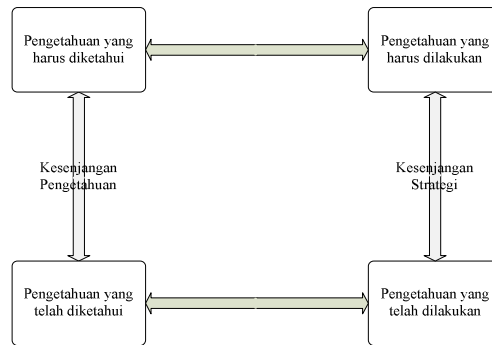 Pengetahuan yang
harus diketahui
Pengetahuan yang
harus dilakukan
Kesenjangan
Pengetahuan
Kesenjangan
Strategi
Pengetahuan yang
telah diketahui
Pengetahuan yang
telah dilakukan